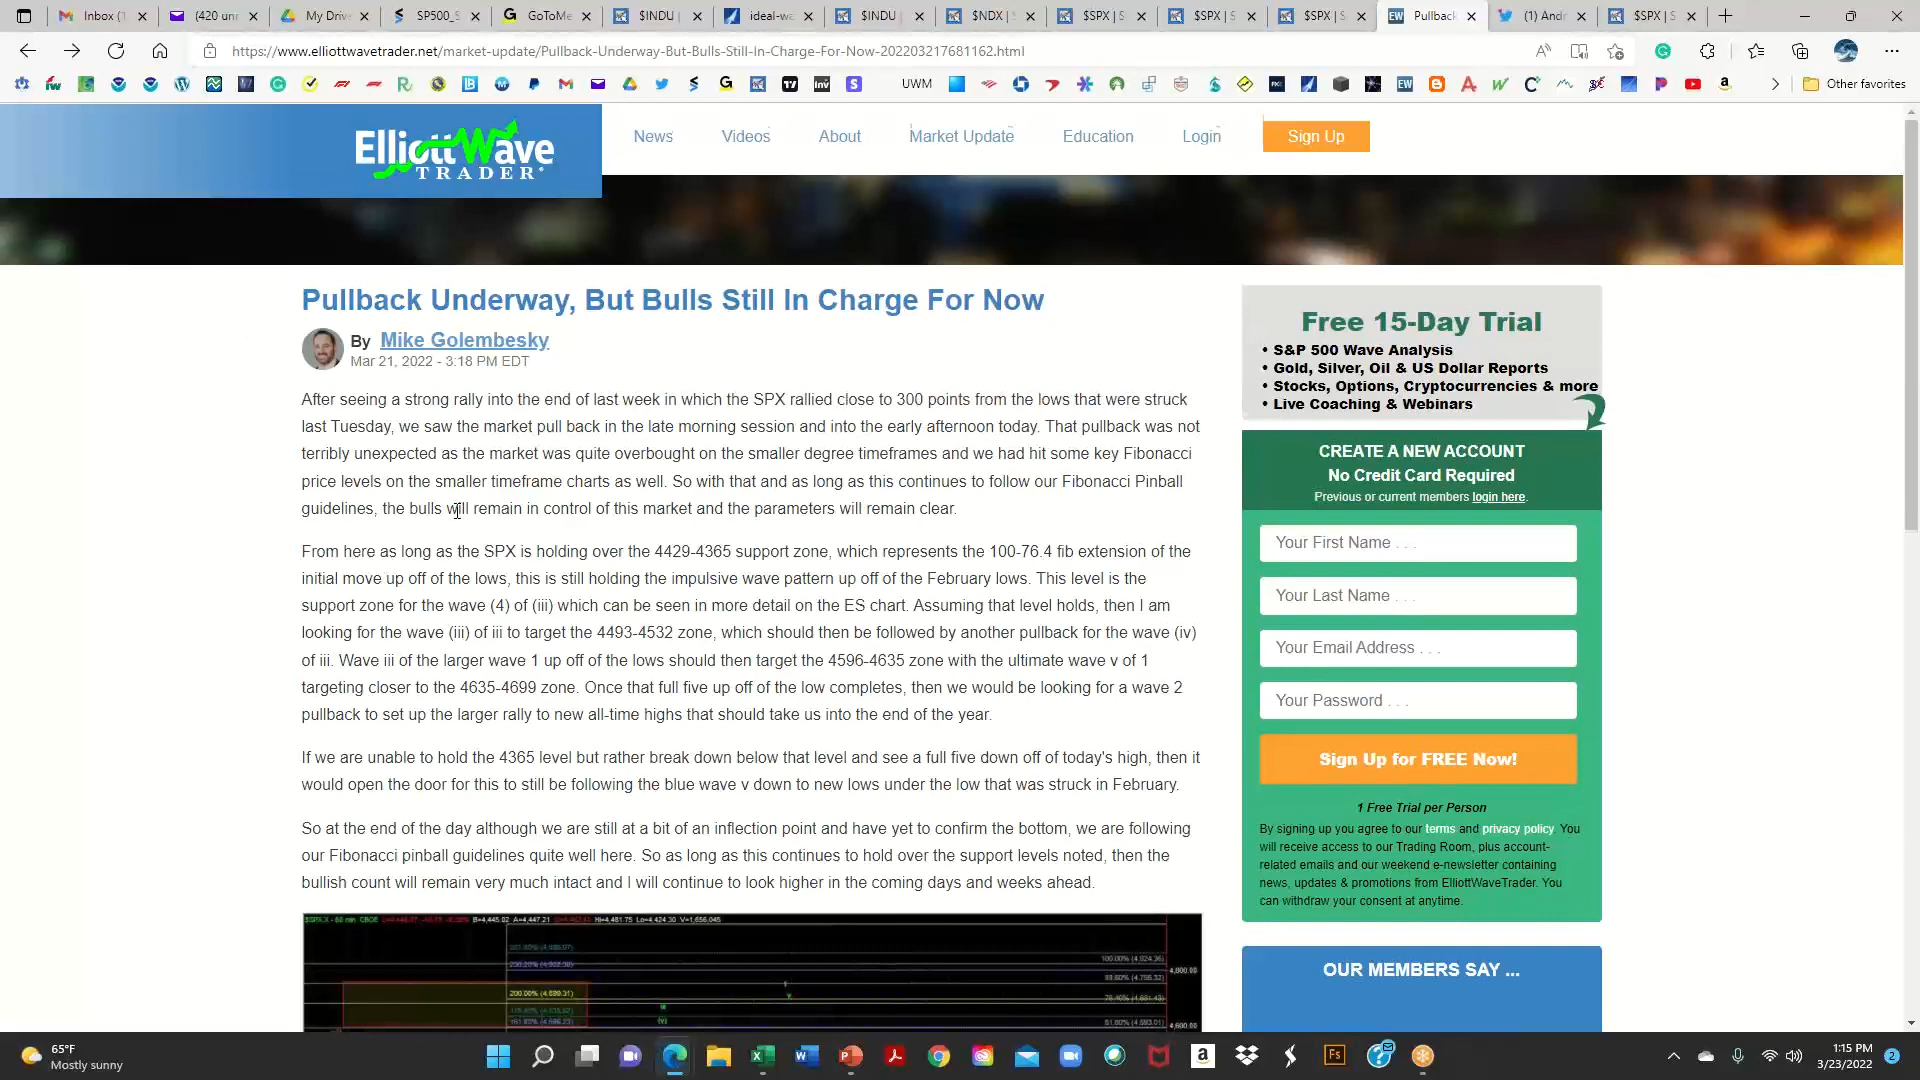 Inbox (1
(420 unr
My Drive
SP500_S
GoToMe
$INDU |
ideal-wa
$INDU
$NDX |
$SPX | S
$SPX | S
$SPX | S
Pullback
(1) Andr
$SPX | S
https://www.elliottwavetrader.net/market-update/Pullback-Underway-But-Bulls-Still-In-Charge-For-Now-202203217681162.html
UWM
Other favorites
ElliottWave
TRADER
News
Videos
About
Market Update
Education
Login
Sign Up
Pullback Underway, But Bulls Still In Charge For Now
By Mike Golembesky
Mar 21, 2022 - 3:18 PM EDT
After seeing a strong rally into the end of last week in which the SPX rallied close to 300 points from the lows that were struck
last Tuesday, we saw the market pull back in the late morning session and into the early afternoon today. That pullback was not
terribly unexpected as the market was quite overbought on the smaller degree timeframes and we had hit some key Fibonacci
price levels on the smaller timeframe charts as well. So with that and as long as this continues to follow our Fibonacci Pinball
guidelines, the bulls will remain in control of this market and the parameters will remain clear.
From here as long as the SPX is holding over the 4429-4365 support zone, which represents the 100-76.4 fib extension of the
initial move up off of the lows, this is still holding the impulsive wave pattern up off of the February lows. This level is the
support zone for the wave (4) of (iii) which can be seen in more detail on the ES chart. Assuming that level holds, then I am
looking for the wave (iii) of iii to target the 4493-4532 zone, which should then be followed by another pullback for the wave (iv)
of iii. Wave iii of the larger wave 1 up off of the lows should then target the 4596-4635 zone with the ultimate wave v of 1
targeting closer to the 4635-4699 zone. Once that full five up off of the low completes, then we would be looking for a wave 2
pullback to set up the larger rally to new all-time highs that should take us into the end of the year.
If we are unable to hold the 4365 level but rather break down below that level and see a full five down off of today's high, then it
would open the door for this to still be following the blue wave v down to new lows under the low that was struck in February.
So at the end of the day although we are still at a bit of an inflection point and have yet to confirm the bottom, we are following
our Fibonacci pinball guidelines quite well here. So as long as this continues to hold over the support levels noted, then the
bullish count will remain very much intact and I will continue to look higher in the coming days and weeks ahead.
Free 15-Day Trial
• S&P 500 Wave Analysis
• Gold, Silver, Oil & US Dollar Reports
• Stocks, Options, Cryptocurrencies & more
• Live Coaching & Webinars
CREATE A NEW ACCOUNT
No Credit Card Required
Previous or current members login here.
Your First Name . . .
Your Last Name . . .
Your Email Address . . .
Your Password . . .
Sign Up for FREE Now!
1 Free Trial per Person
By signing up you agree to our terms and privacy policy. You
will receive access to our Trading Room, plus account-
related emails and our weekend e-newsletter containing
news, updates & promotions from ElliottWaveTrader. You
can withdraw your consent at anytime.
OUR MEMBERS SAY ...
65°F
Mostly sunny
1:15 PM
3/23/2022
2